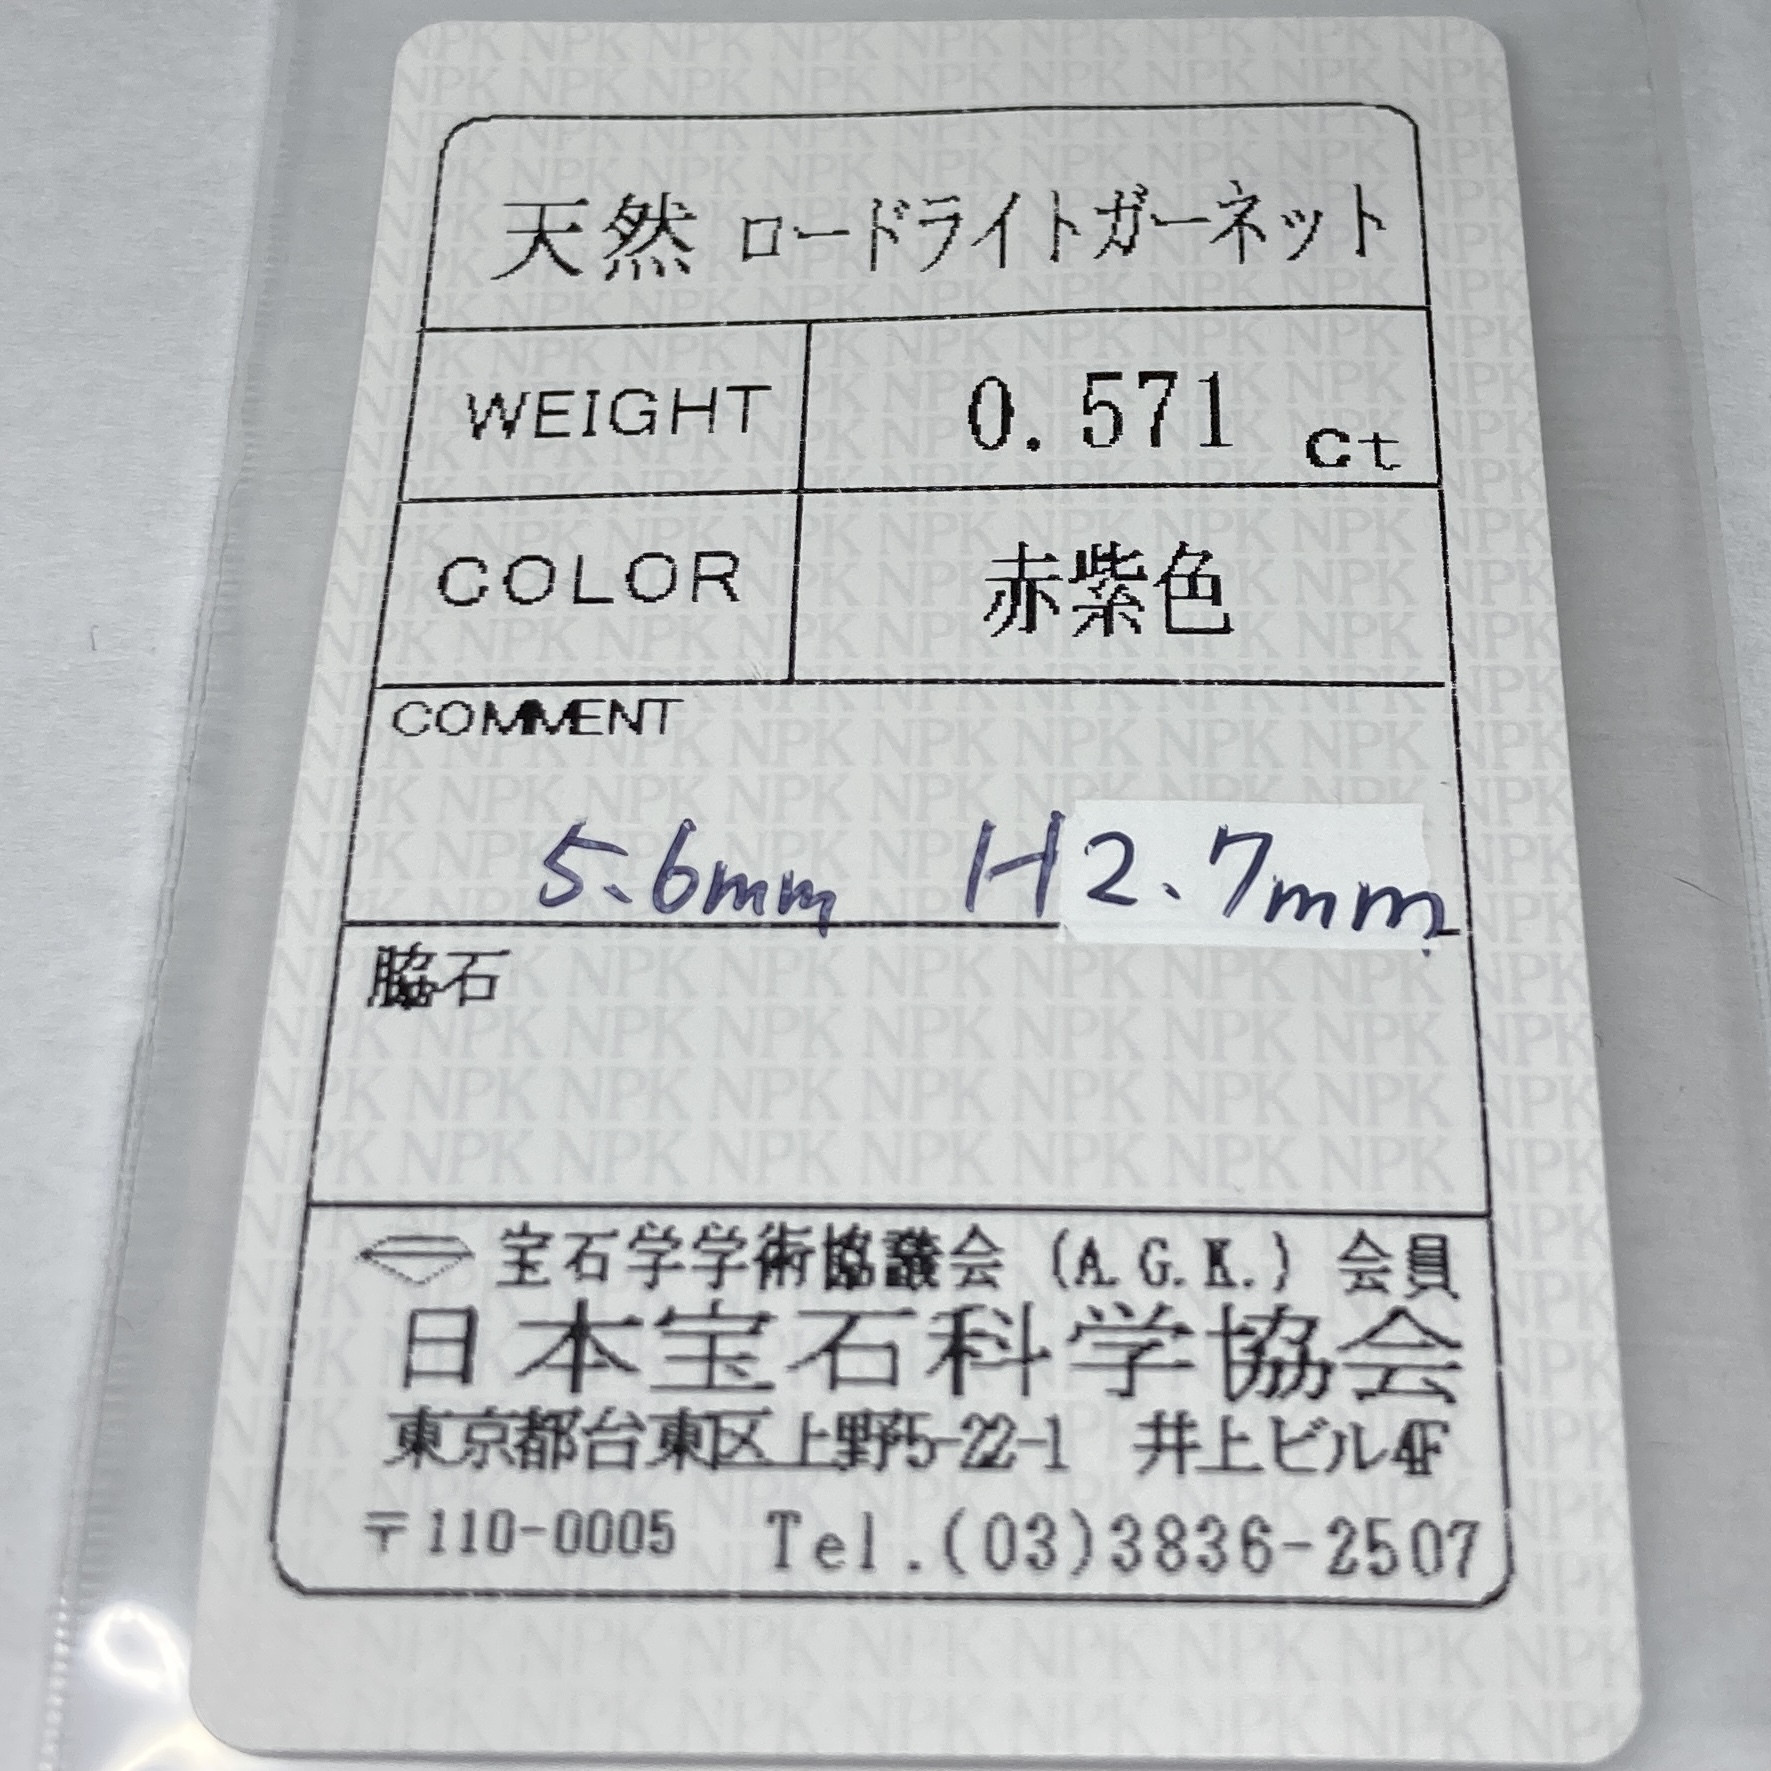 天然 ロードライトガーネット
WEIGHT 0.571 ct
COLOR 赤紫色
COMMENT
5.6mm H2.7mm
脇石
宝石学学術協議会 (A.G.K.) 会員
日本宝石科学協会
東京都台東区上野5-22-1 井上ビル4F
〒110-0005 Tel.(03)3836-2507